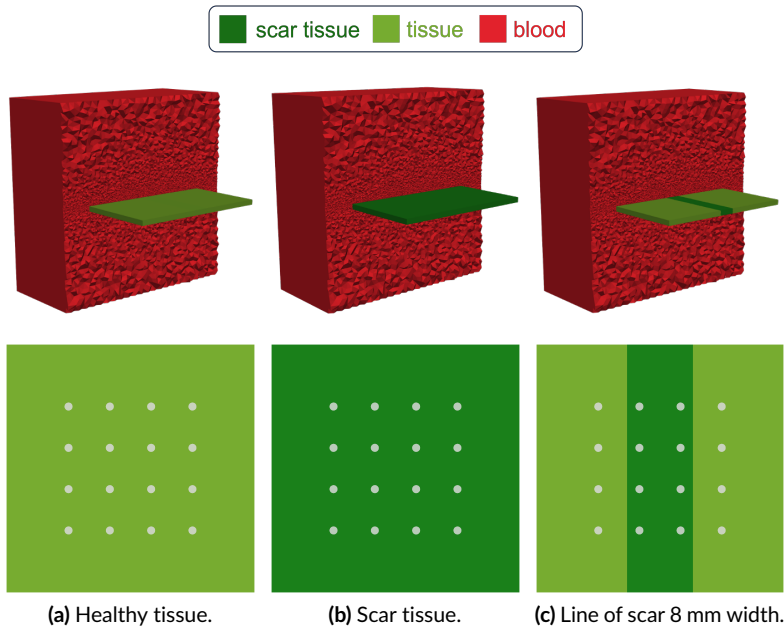 scar tissue tissue blood
(a) Healthy tissue. (b) Scar tissue. (c) Line of scar 8 mm width.